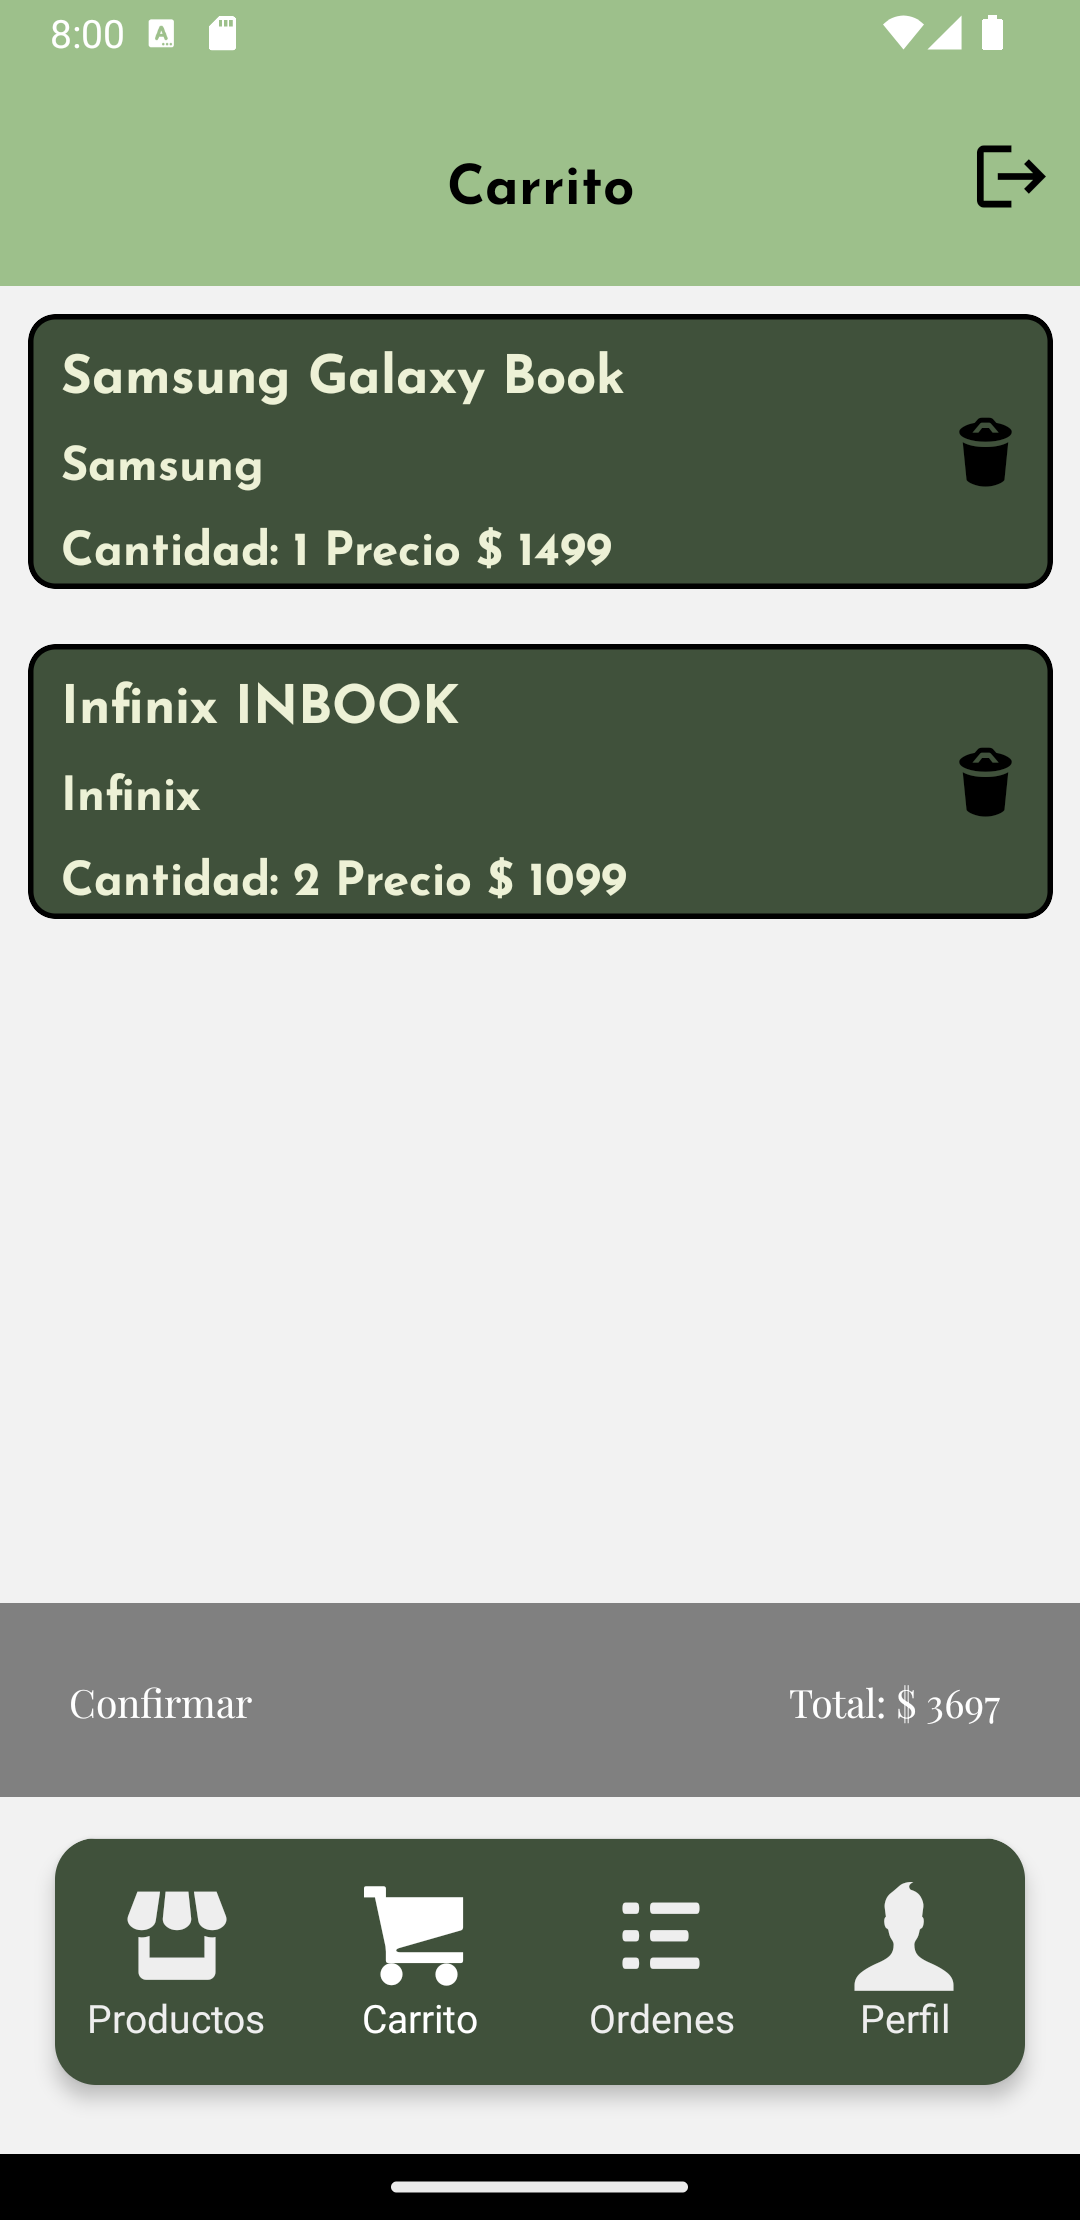 8:00
Carrito
Samsung Galaxy Book
Samsung
Cantidad: 1 Precio $ 1499
Infinix INBOOK
Infinix
Cantidad: 2 Precio $ 1099
Confirmar Total: $ 3697
Productos Carrito Ordenes Perfil